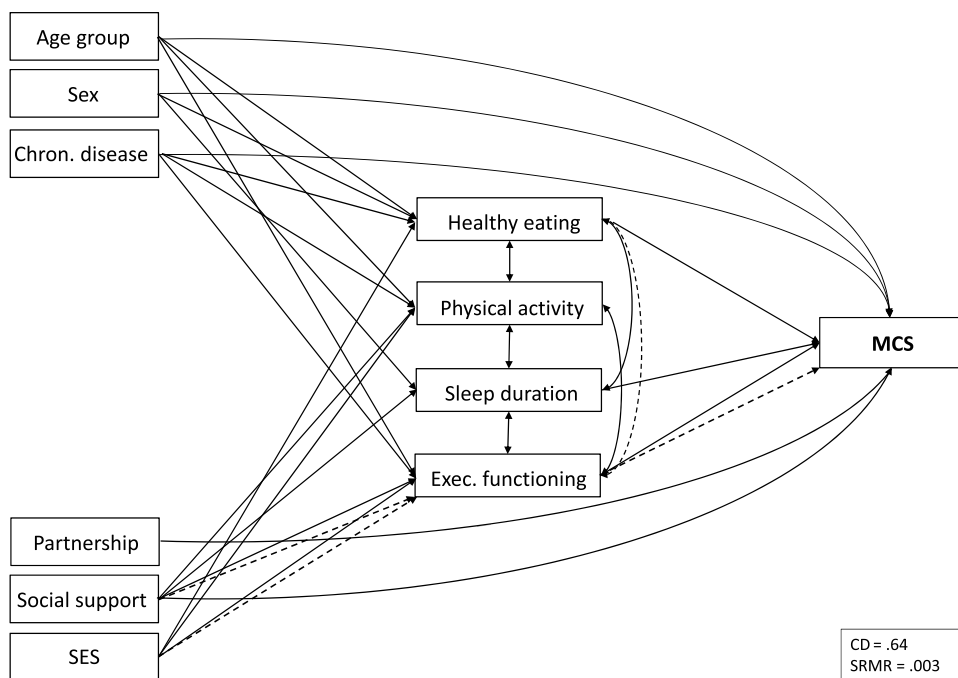 Age group
Sex
Chron. disease
Healthy eating
Physical activity
MCS
Sleep duration
Exec. functioning
Partnership
Social support
SES
CD = .64
SRMR = .003